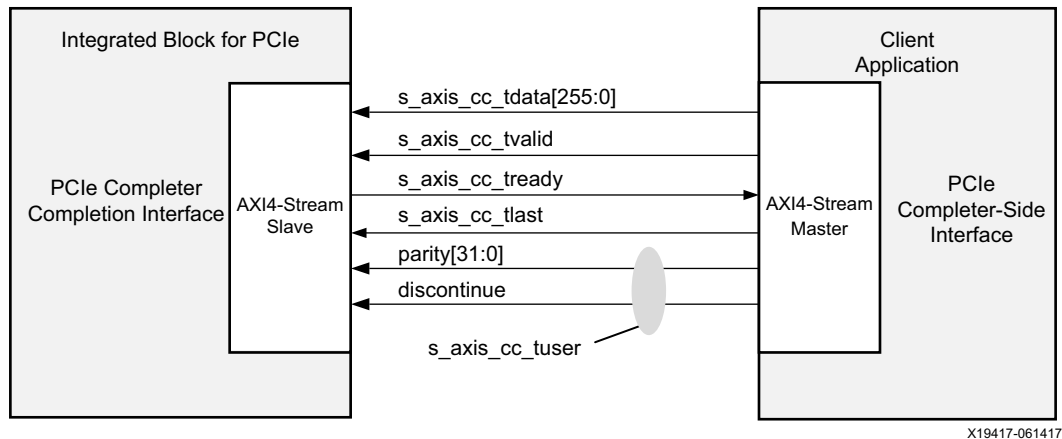 Integrated Block for PCIe
Client
Application
s_axis_cc_tdata[255:0]
s_axis_cc_tvalid
s_axis_cc_tready
s_axis_cc_tlast
parity[31:0]
discontinue
s_axis_cc_tuser
PCIe Completer
Completion Interface
AXI4-Stream
Slave
AXI4-Stream
Master
PCIe
Completer-Side
Interface
X19417-061417